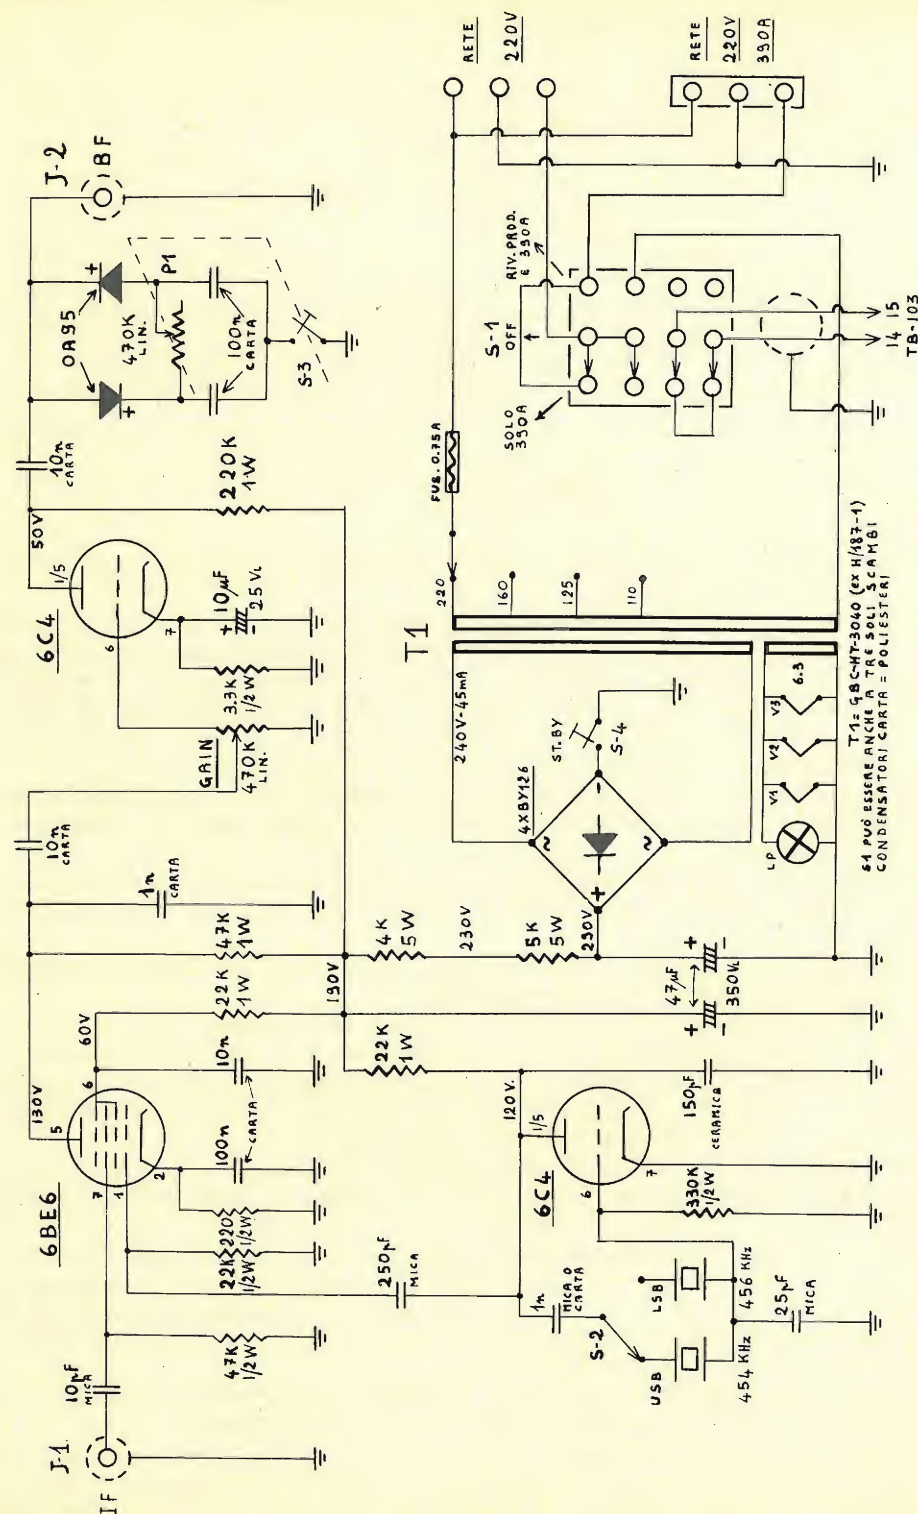 RETE
220V
RETE
220V
390A
J-2
BF
OA95
+
+
P1
470K
LIN.
100n
CARTA
S-3
10n
CARTA
220K
1W
50V
1/5
6C4
6
7
10µF
25VL
+
-
3.3K
1/2W
GAIN
470K
LIN.
10n
CARTA
1n
CARTA
47K
1W
22K
1W
130V
60V
130V
5
6
6BE6
7
1
2
10n
CARTA
100n
220
1/2W
22K
1/2W
47K
1/2W
10pF
MICA
J-1
IF
250pF
MICA
RIV. PROD.
E 390A
S-1
OFF
SOLO
390A
14
15
TB-103
FUS. 0.75A
T1
220
160
125
110
240V-45mA
ST.BY
S-4
4XBY126
~
~
+
-
6.3
V3
V2
V1
LP
T1= GBC-HT-3040 (EX H/187-1)
S1 PUÓ ESSERE ANCHE A TRE SOLI SCAMBI
CONDENSATORI CARTA = POLIESTERI
4K
5W
230V
5K
5W
230V
47µF
350VL
+
-
+
-
22K
1W
120V.
1/5
6C4
6
7
150pF
CERAMICA
330K
1/2W
1n
MICA O
CARTA
S-2
LSB
456 KHz
USB
454 KHz
25pF
MICA